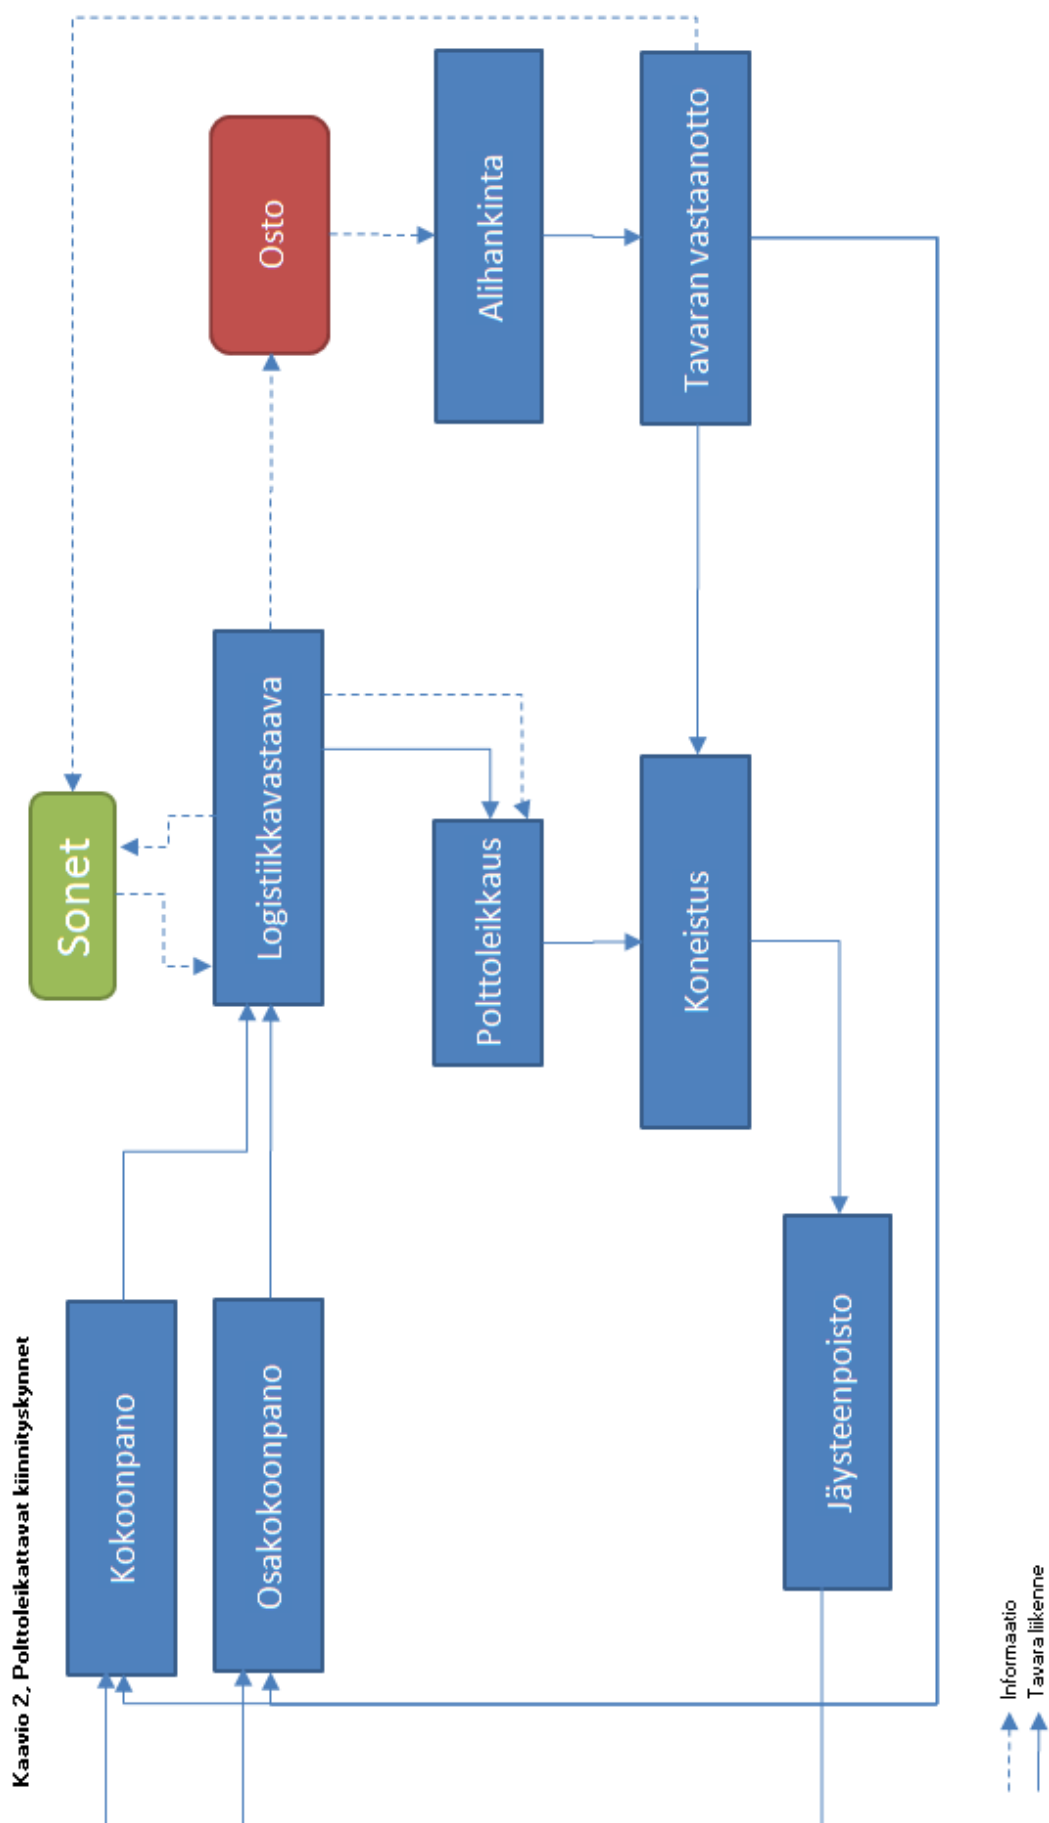 Kaavio 2, Polttoleikattavat kiinnityskynnet
Sonet
Kokoonpano
Osakokoonpano
Logistiikkavastaava
Osto
Polttoleikkaus
Alihankinta
Koneistus
Tavaran vastaanotto
Jäysteenpoisto
Informaatio
Tavara liikenne